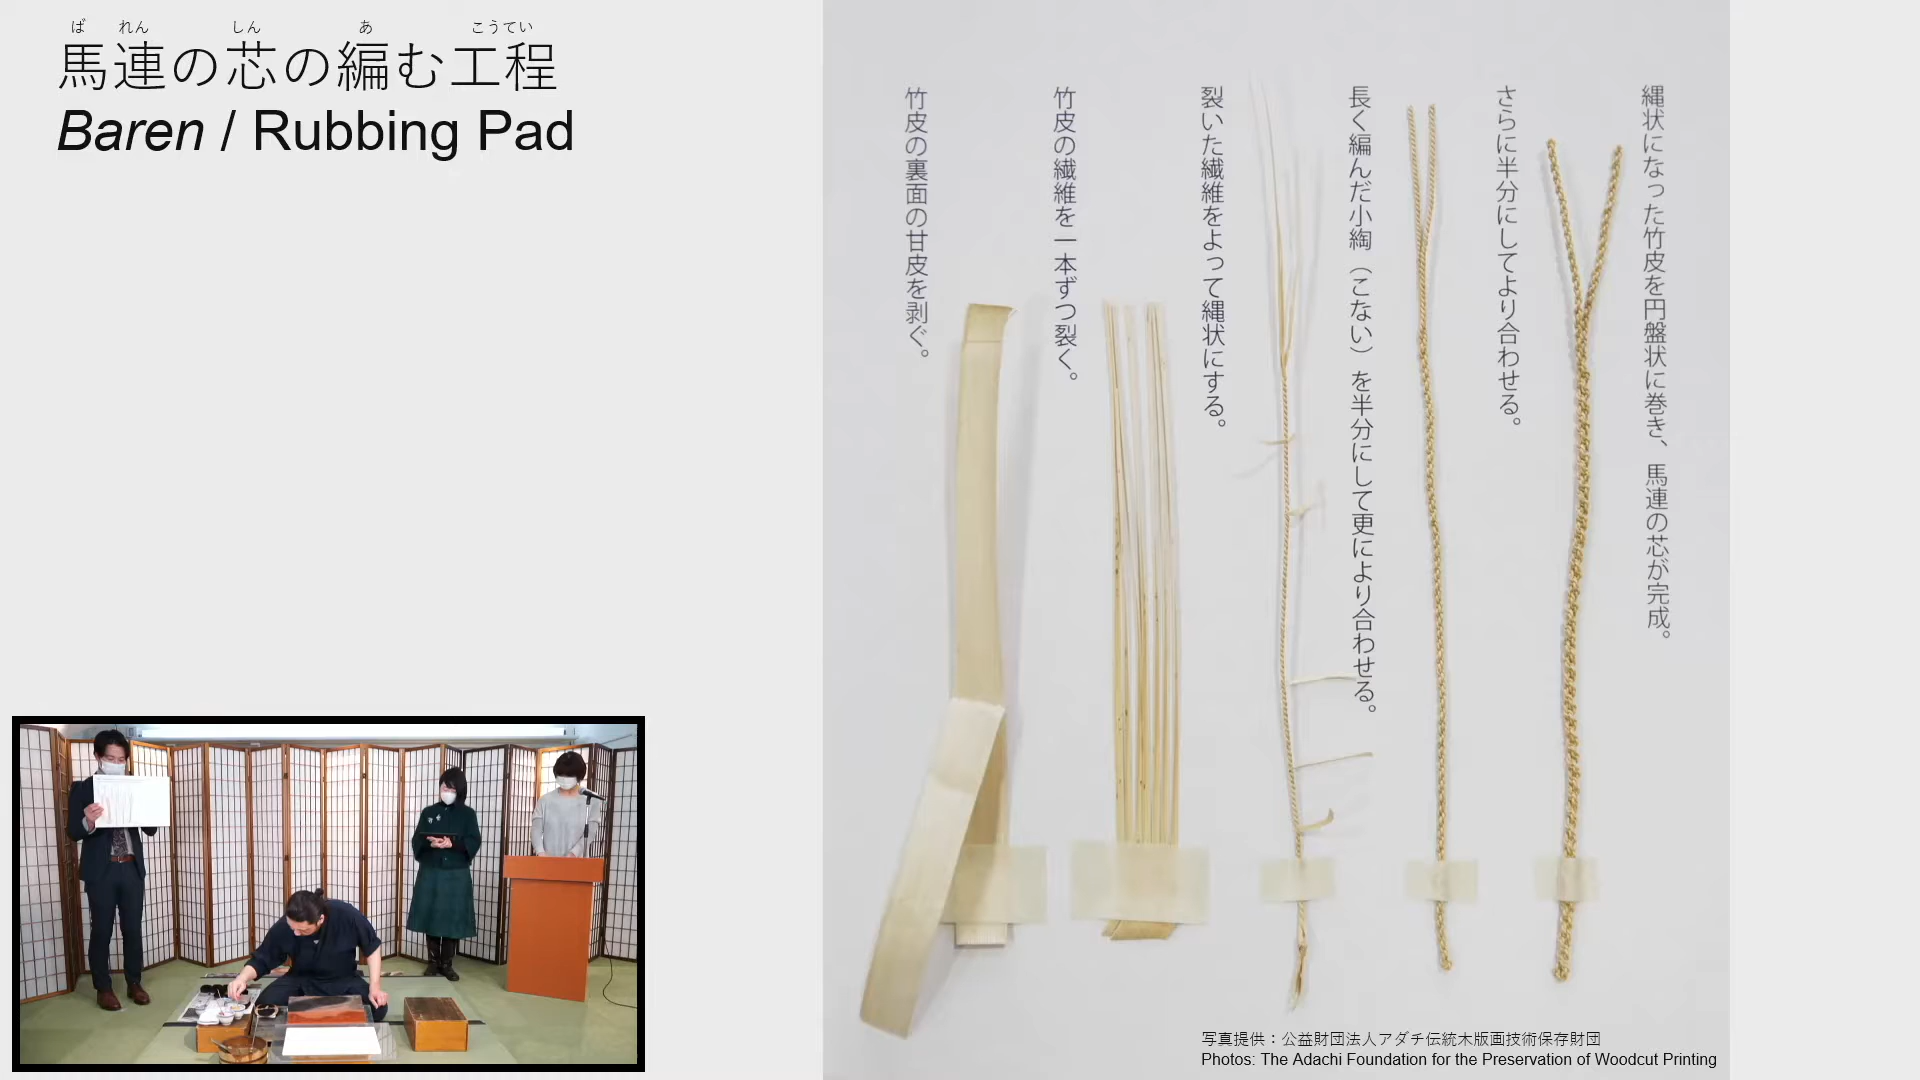 ば れん しん あ こうてい
馬連の芯の編む工程
Baren / Rubbing Pad
竹皮の裏面の甘皮を剥ぐ。
竹皮の繊維を一本ずつ裂く。
裂いた繊維をよって縄状にする。
長く編んだ小綯（こない）を半分にして更により合わせる。
さらに半分にしてより合わせる。
縄状になった竹皮を円盤状に巻き、馬連の芯が完成。
写真提供：公益財団法人アダチ伝統木版画技術保存財団
Photos: The Adachi Foundation for the Preservation of Woodcut Printing